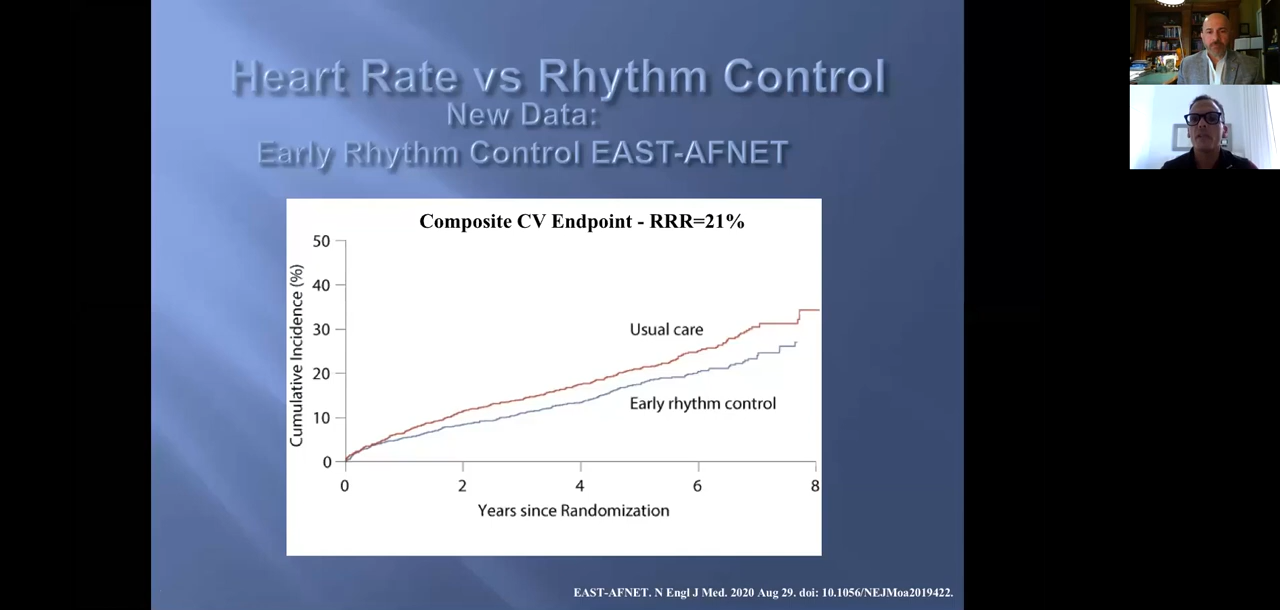 Heart Rate vs Rhythm Control
New Data:
Early Rhythm Control EAST-AFNET
Composite CV Endpoint - RRR=21%
50
40
30
20
10
0
Cumulative Incidence (%)
Usual care
Early rhythm control
0 2 4 6 8
Years since Randomization
EAST-AFNET. N Engl J Med. 2020 Aug 29. doi: 10.1056/NEJMoa2019422.